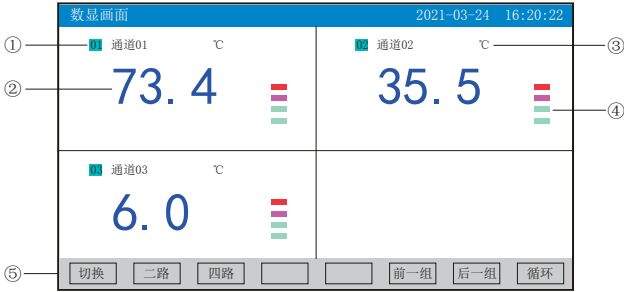 数显画面 2021-03-24 16:20:22
① 01 通道01 ℃ 02 通道02 ℃ ③
② 73.4 35.5
④
03 通道03 ℃
6.0
⑤ 切换 二路 四路 前一组 后一组 循环